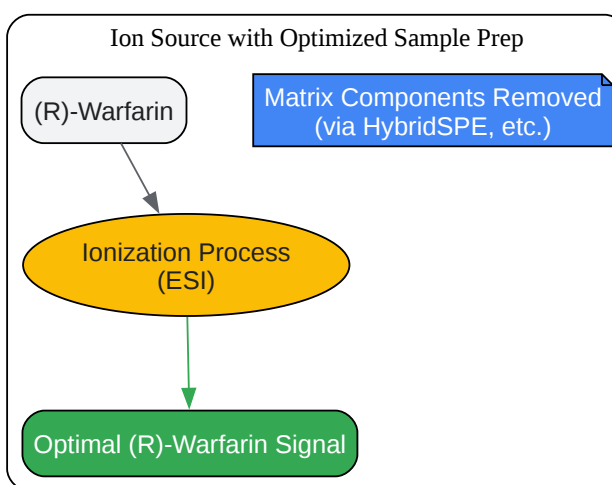 Ion Source with Optimized Sample Prep
(R)-Warfarin
Matrix Components Removed
(via HybridSPE, etc.)
Ionization Process
(ESI)
Optimal (R)-Warfarin Signal